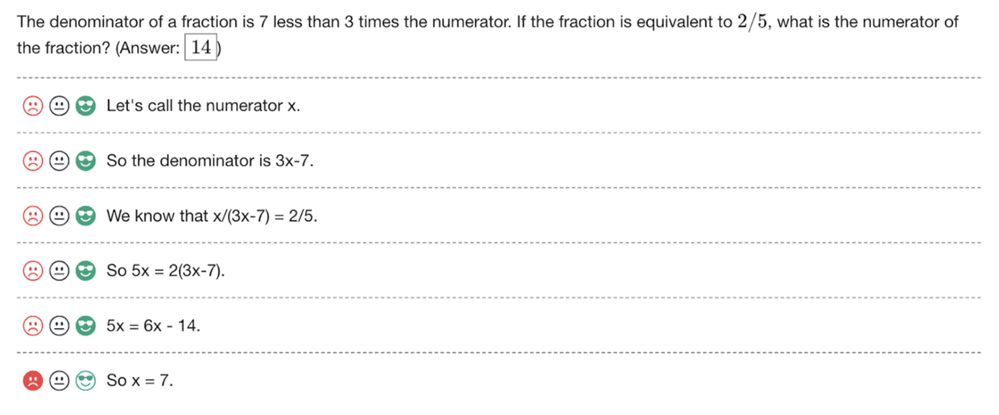 The denominator of a fraction is 7 less than 3 times the numerator. If the fraction is equivalent to 2/5, what is the numerator of
the fraction? (Answer: 14)
Let's call the numerator x.
So the denominator is 3x-7.
We know that x/(3x-7) = 2/5.
So 5x = 2(3x-7).
5x = 6x - 14.
So x = 7.